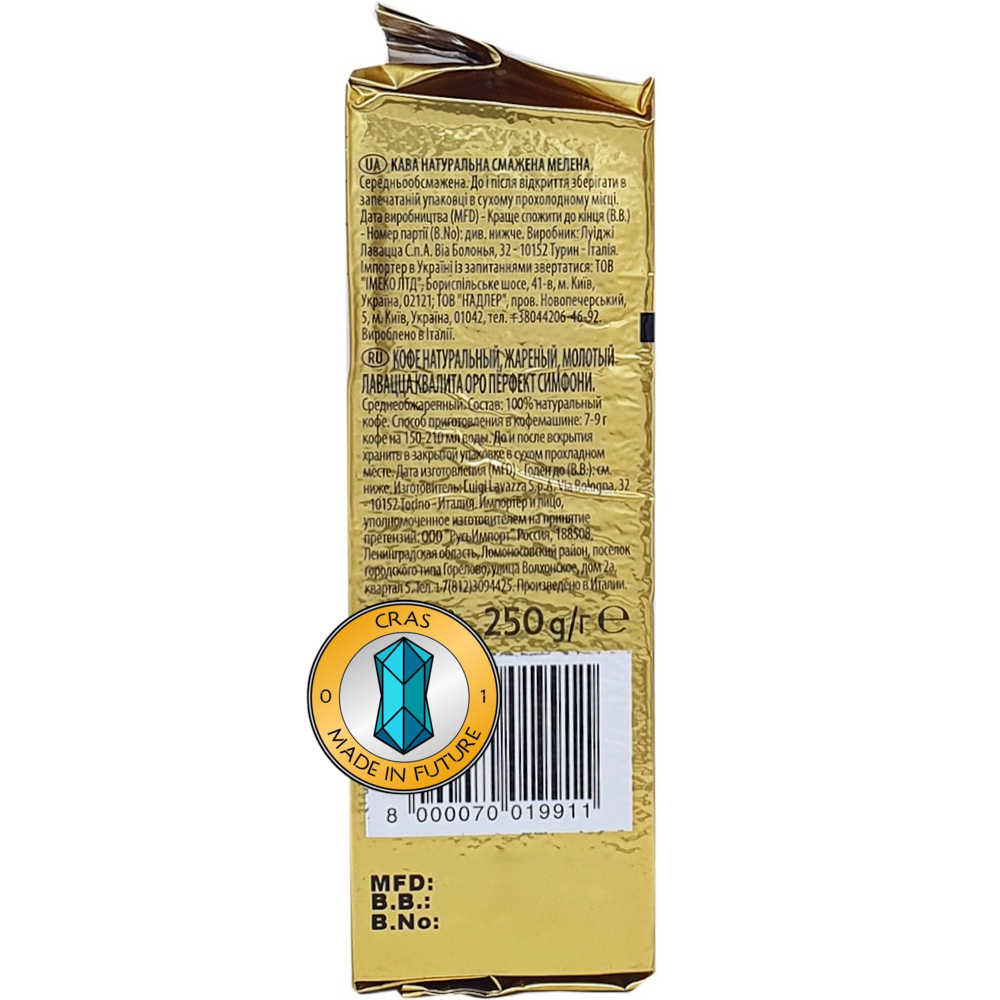 UA КАВА НАТУРАЛЬНА СМАЖЕНА МЕЛЕНА.
Середньообсмажена. До і після відкриття зберігати в
запечатаній упаковці в сухому прохолодному місці.
Дата виробництва (MFD) - Краще спожити до кінця (B.B.)
- Номер партії (B.No): див. нижче. Виробник: Луїджі
Лавацца С.п.А. Віа Болонья, 32 - 10152 Турин - Італія.
Імпортер в Україні із запитаннями звертатися: ТОВ
"ІМЕКО ЛТД", Бориспільське шосе, 41-в, м. Київ,
Україна, 02121; ТОВ "НАДЛЕР", пров. Новопечерський,
5, м. Київ, Україна, 01042, тел. +38044206-46-92.
Вироблено в Італії.
RU КОФЕ НАТУРАЛЬНЫЙ, ЖАРЕНЫЙ, МОЛОТЫЙ
ЛАВАЦЦА КВАЛИТА ОРО ПЕРФЕКТ СИМФОНИ.
Среднеобжаренный. Состав: 100% натуральный
кофе. Способ приготовления в кофемашине: 7-9 г
кофе на 150-210 мл воды. До и после вскрытия
хранить в закрытой упаковке в сухом прохладном
месте. Дата изготовления (MFD) - Годен до (B.B.): см.
ниже. Изготовитель: Luigi Lavazza S.p.A. Via Bologna, 32
- 10152 Torino - Италия. Импортёр и лицо,
уполномоченное изготовителем на принятие
претензий: ООО "РусьИмпорт" Россия, 188508,
Ленинградская область, Ломоносовский район, поселок
городского типа Горелово, улица Волхонское, дом 2а,
квартал 5. Тел. +7(812)3094425. Произведено в Италии.
250 g/г e
CRAS
0 1
MADE IN FUTURE
8 000070 019911
MFD:
B.B.:
B.No: